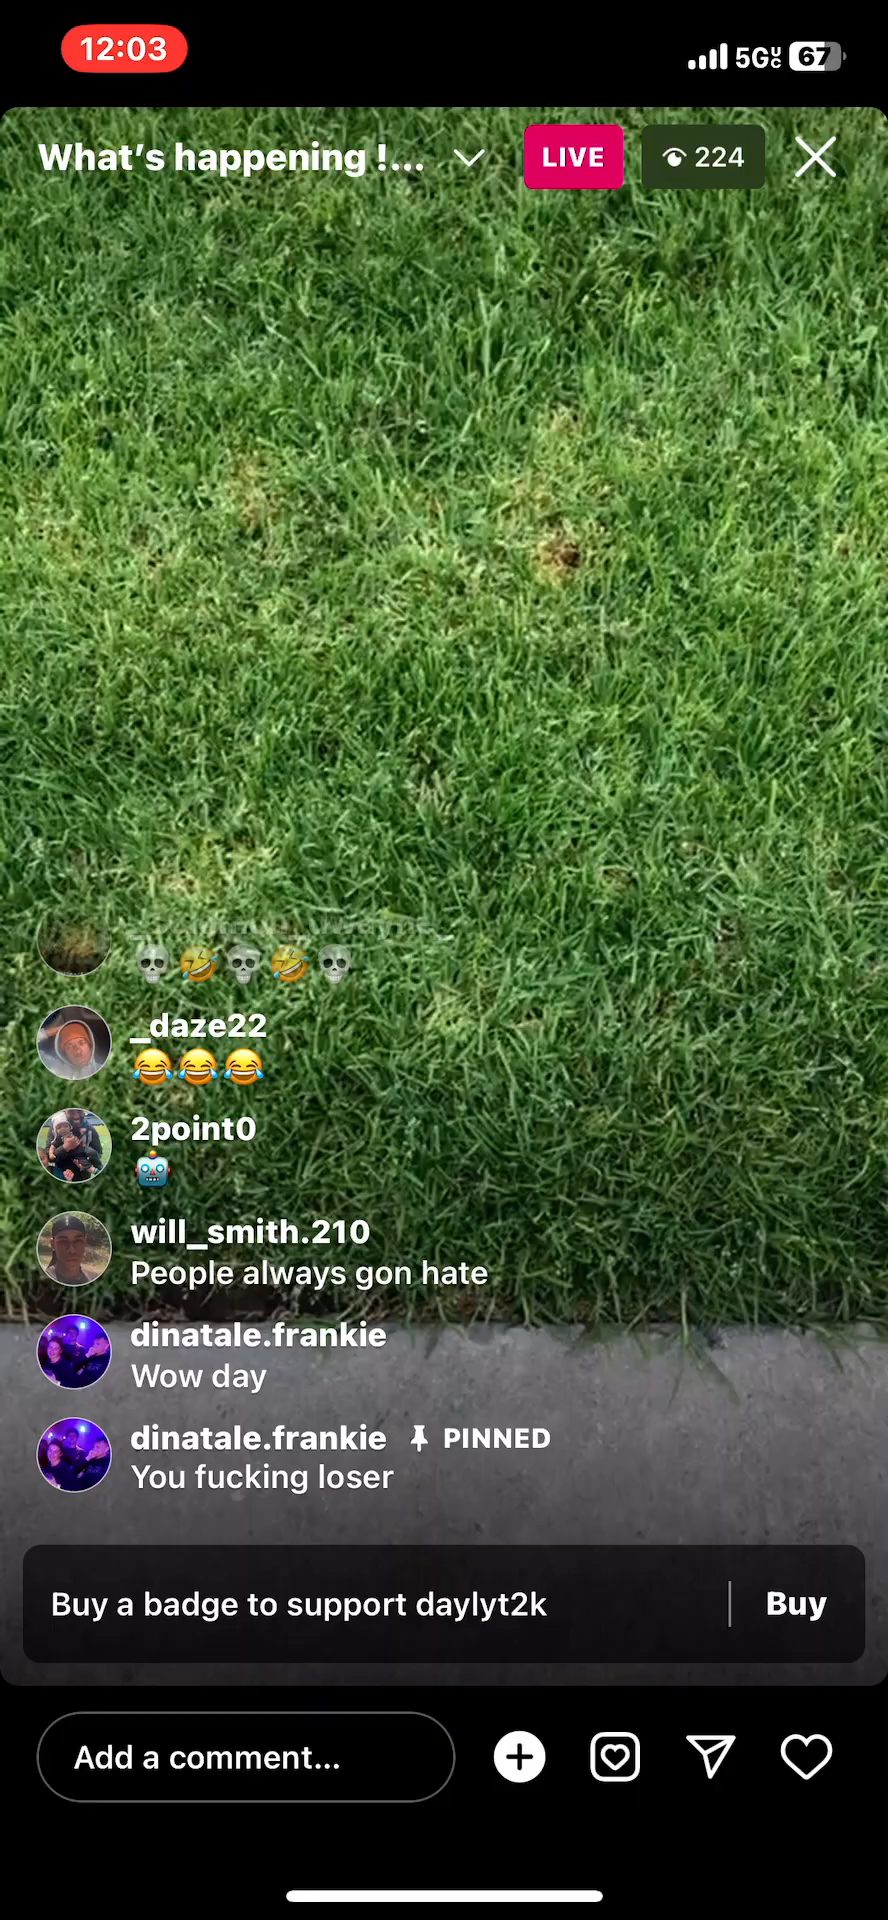 12:03
5GUC 67
What's happening !...
LIVE
224
💀🤣💀🤣💀
_daze22
😂😂😂
2point0
🤖
will_smith.210
People always gon hate
dinatale.frankie
Wow day
dinatale.frankie PINNED
You fucking loser
Buy a badge to support daylyt2k
Buy
Add a comment...